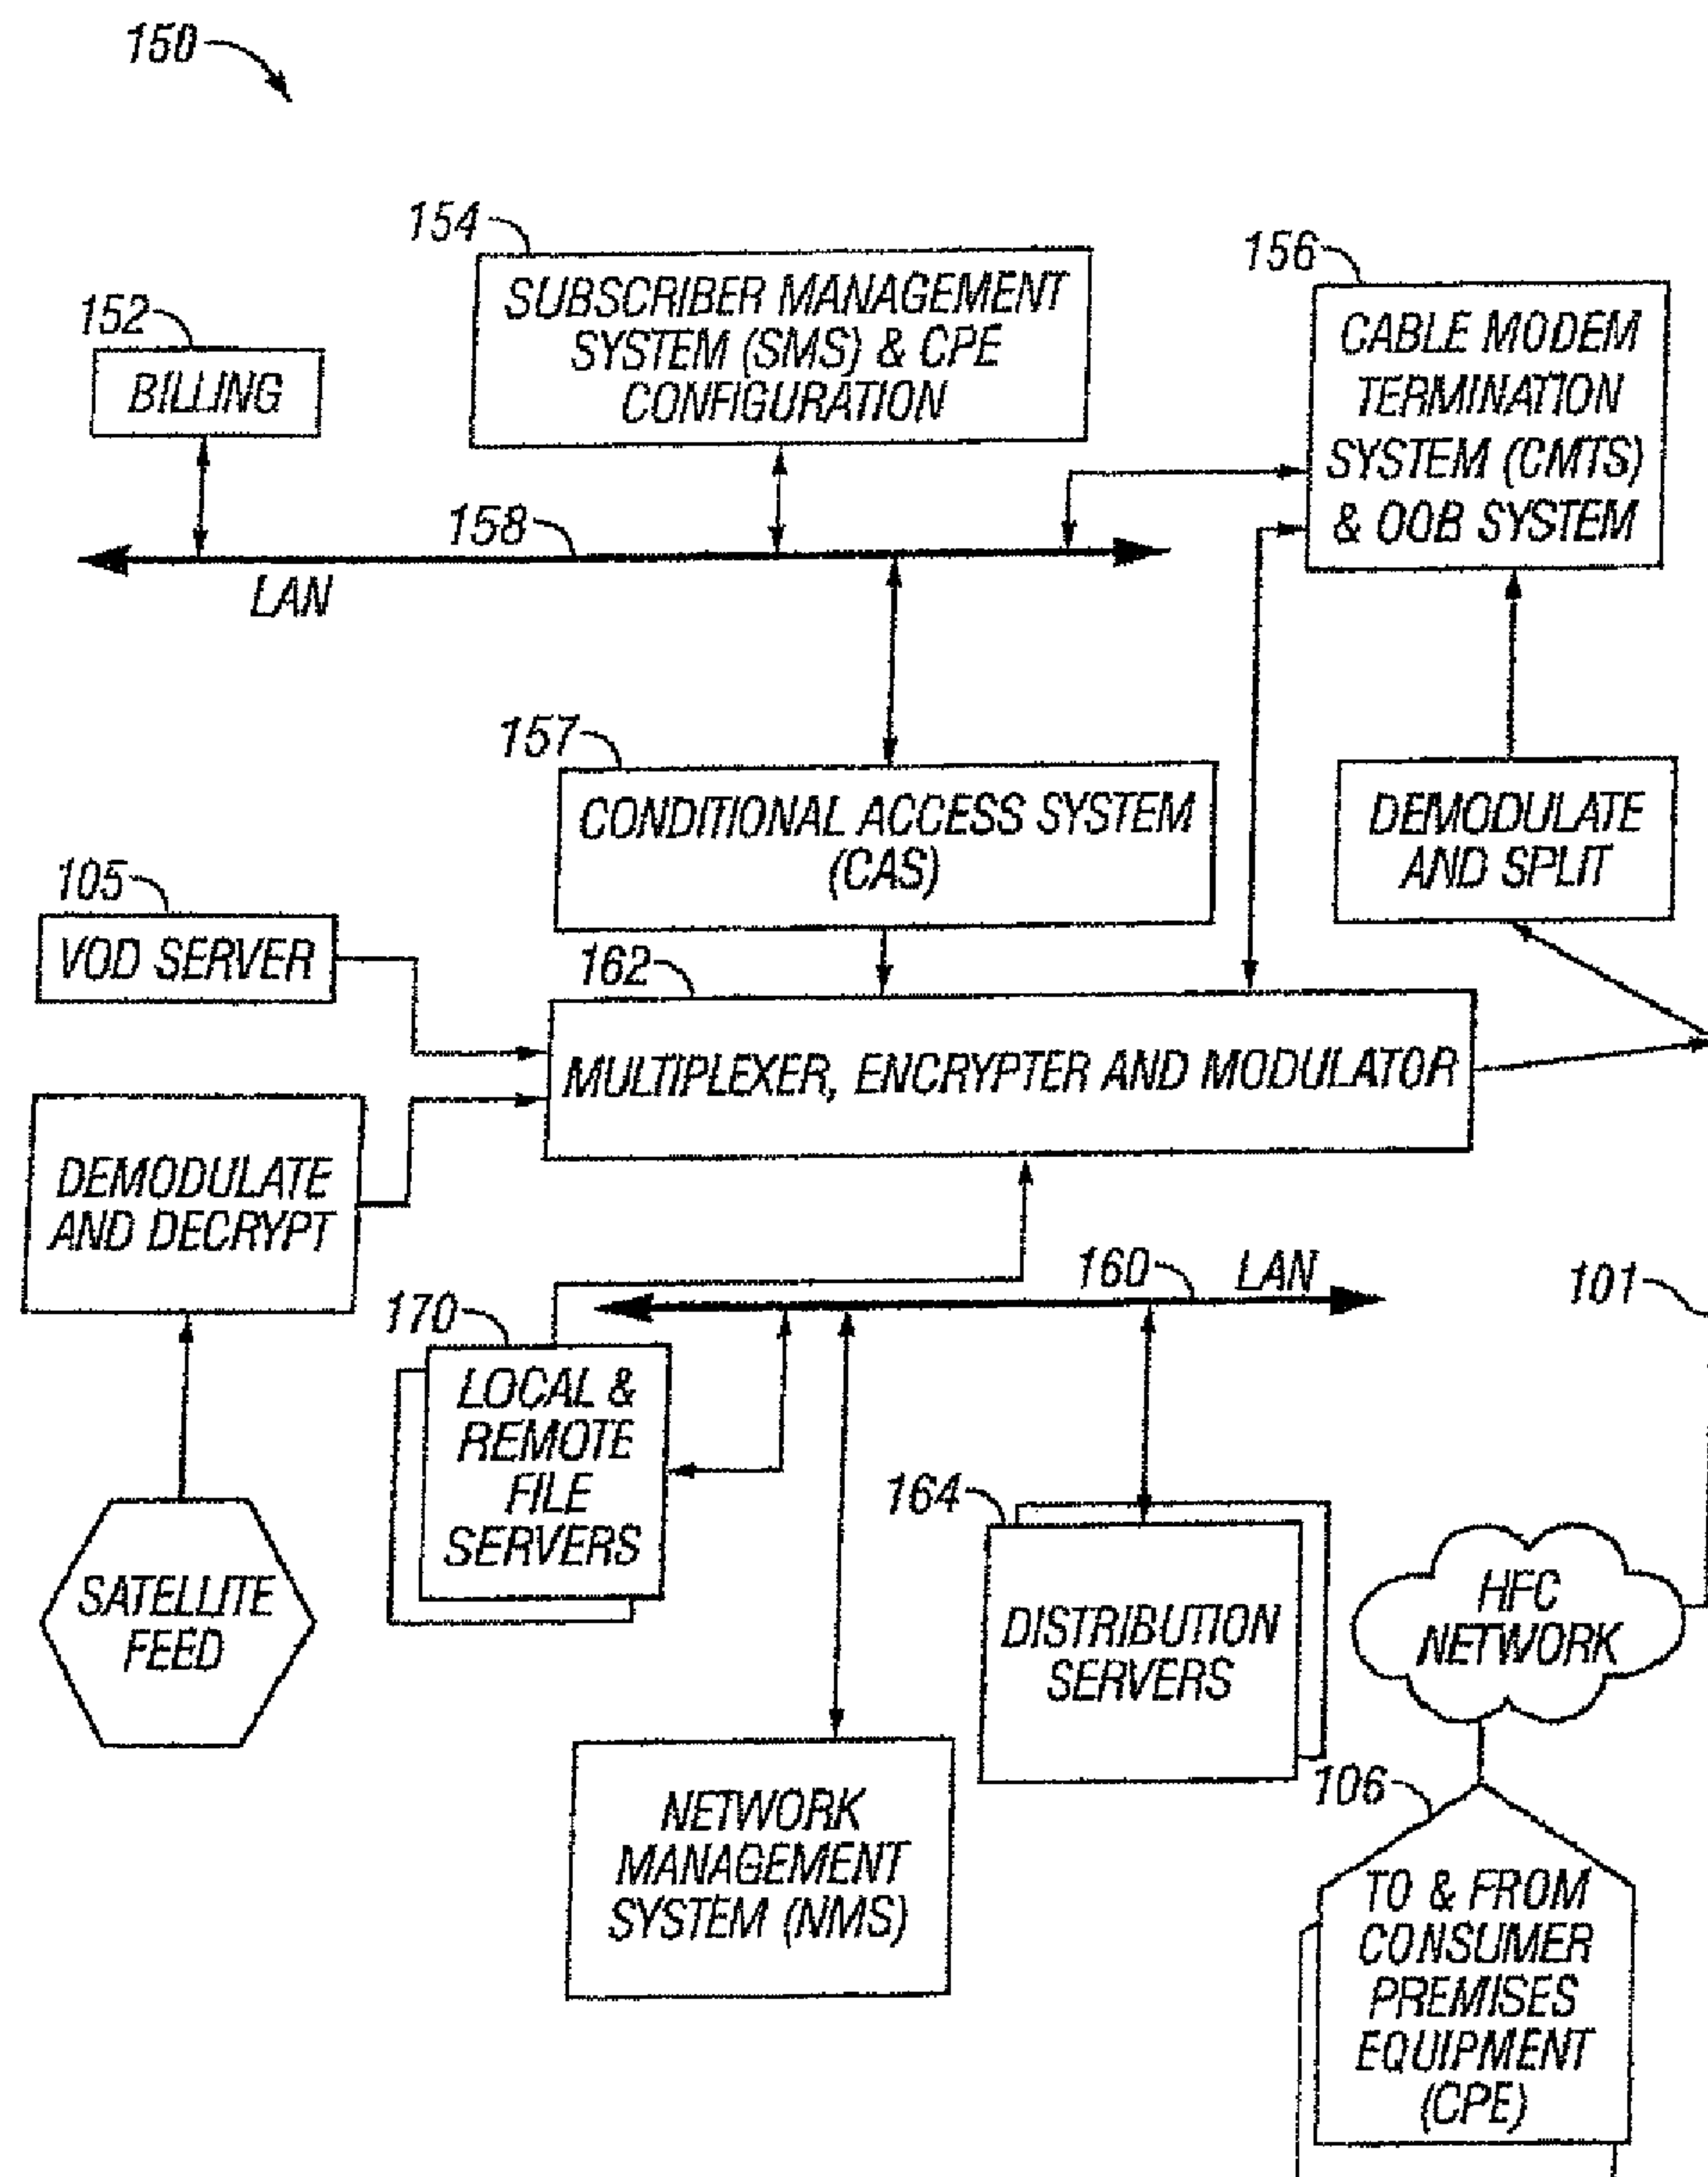 150
154
SUBSCRIBER MANAGEMENT
SYSTEM (SMS) & CPE
CONFIGURATION
156
CABLE MODEM
TERMINATION
SYSTEM (CMTS)
& OOB SYSTEM
152
BILLING
158
LAN
157
CONDITIONAL ACCESS SYSTEM
(CAS)
DEMODULATE
AND SPLIT
105
VOD SERVER
162
MULTIPLEXER, ENCRYPTER AND MODULATOR
DEMODULATE
AND DECRYPT
160
LAN
101
170
LOCAL &
REMOTE
FILE
SERVERS
164
DISTRIBUTION
SERVERS
SATELLITE
FEED
HFC
NETWORK
NETWORK
MANAGEMENT
SYSTEM (NMS)
106
TO & FROM
CONSUMER
PREMISES
EQUIPMENT
(CPE)